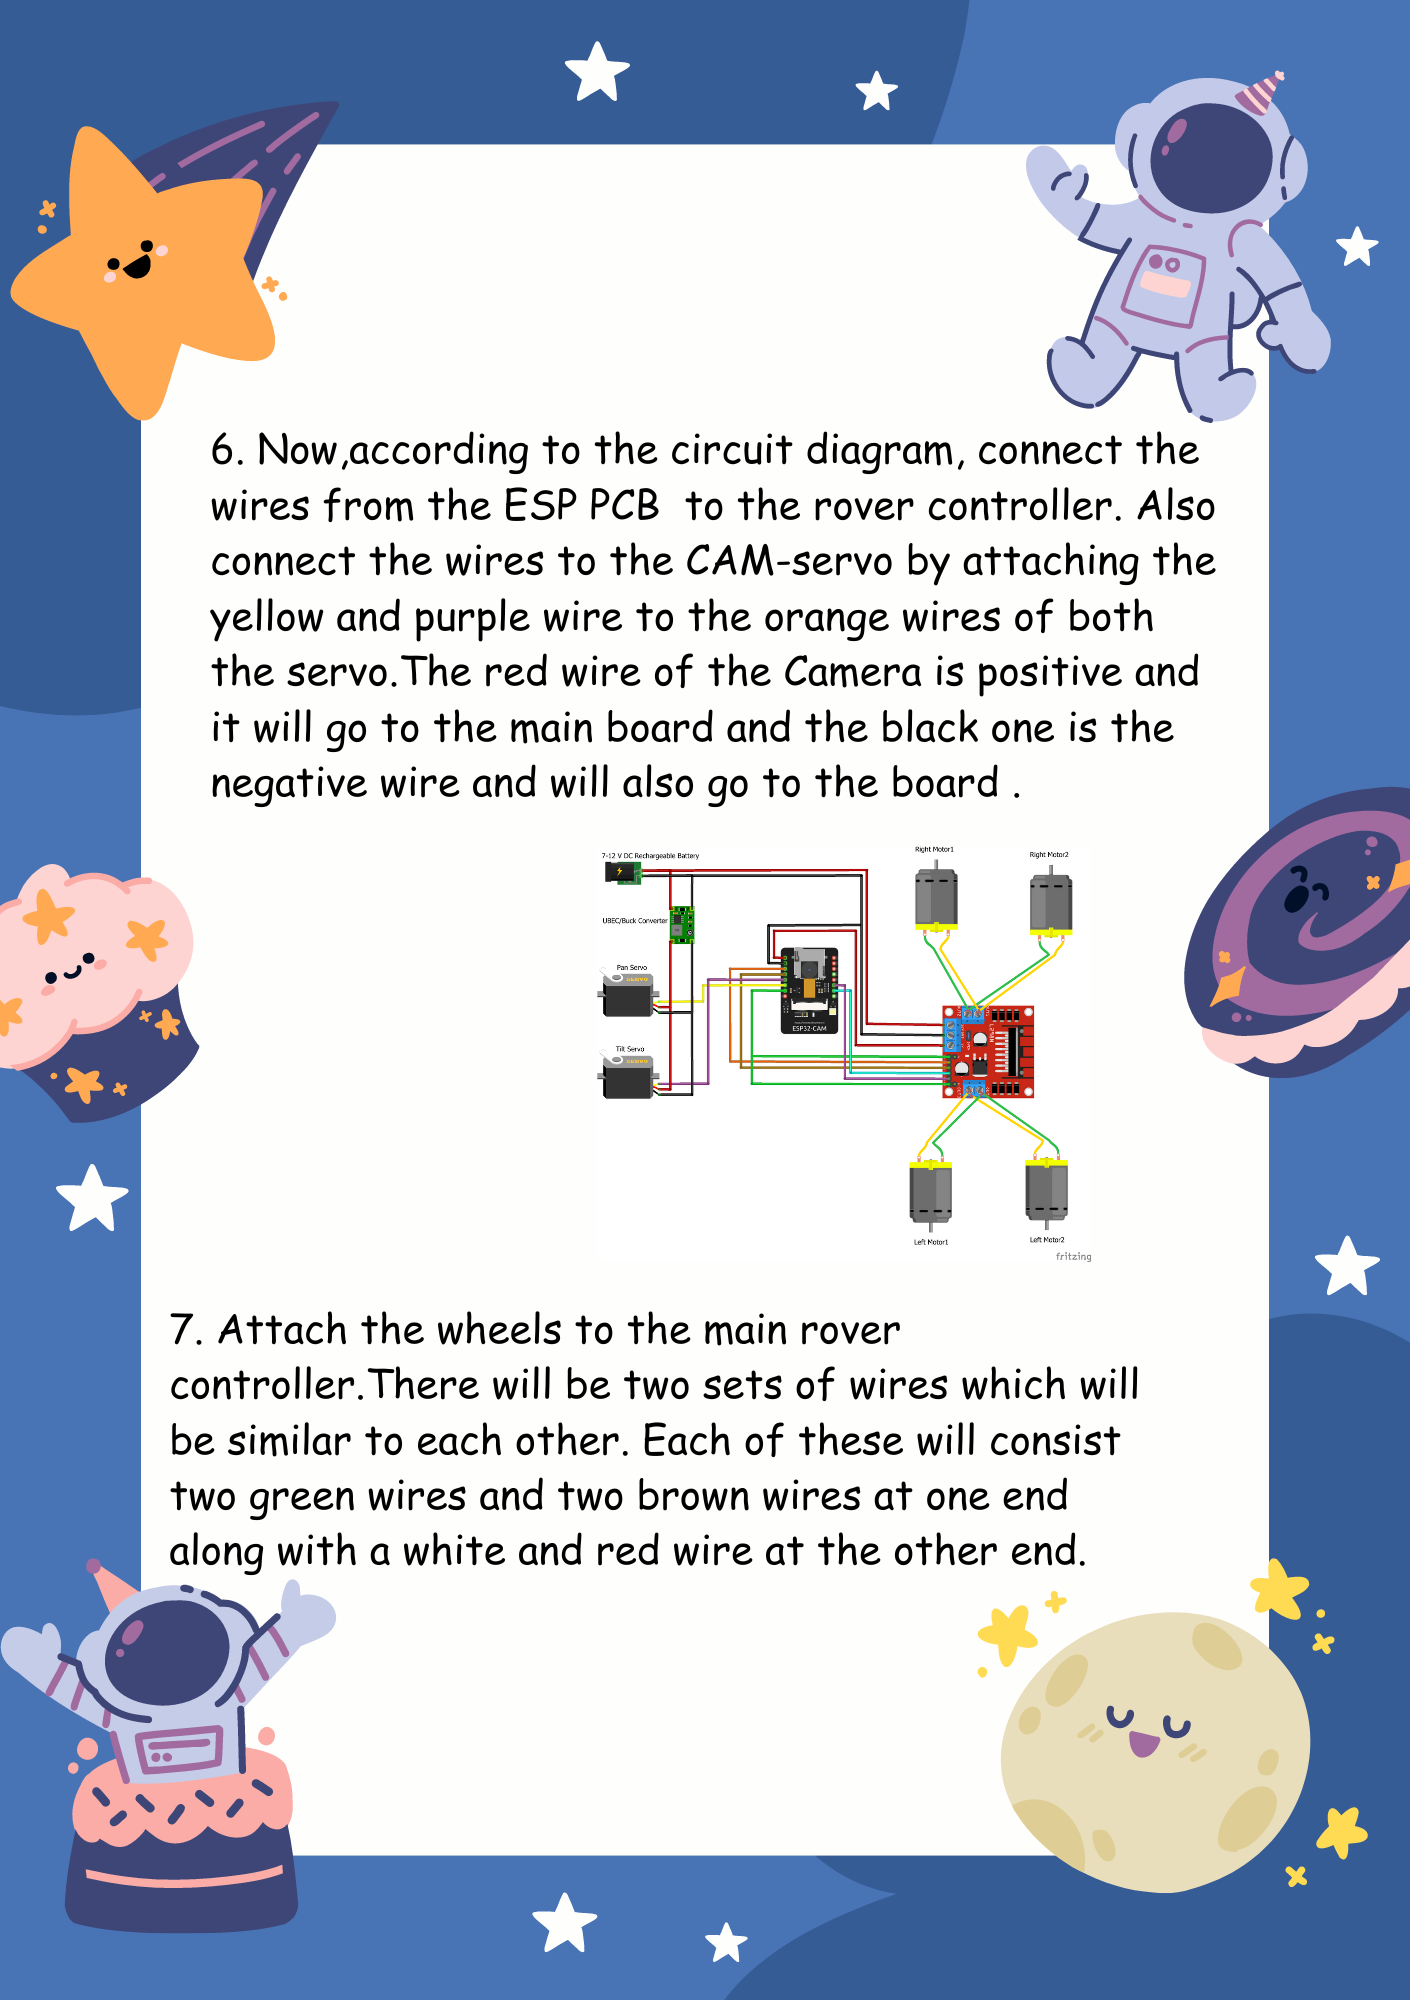 6. Now,according to the circuit diagram, connect the
wires from the ESP PCB  to the rover controller. Also
connect the wires to the CAM-servo by attaching the
yellow and purple wire to the orange wires of both
the servo.The red wire of the Camera is positive and
it will go to the main board and the black one is the
negative wire and will also go to the board .
7-12 V DC Rechargeable Battery
Right Motor1
Right Motor2
UBEC/Buck Converter
Pan Servo
ESP32-CAM
Tilt Servo
Left Motor1
Left Motor2
fritzing
7. Attach the wheels to the main rover
controller.There will be two sets of wires which will
be similar to each other. Each of these will consist
two green wires and two brown wires at one end
along with a white and red wire at the other end.